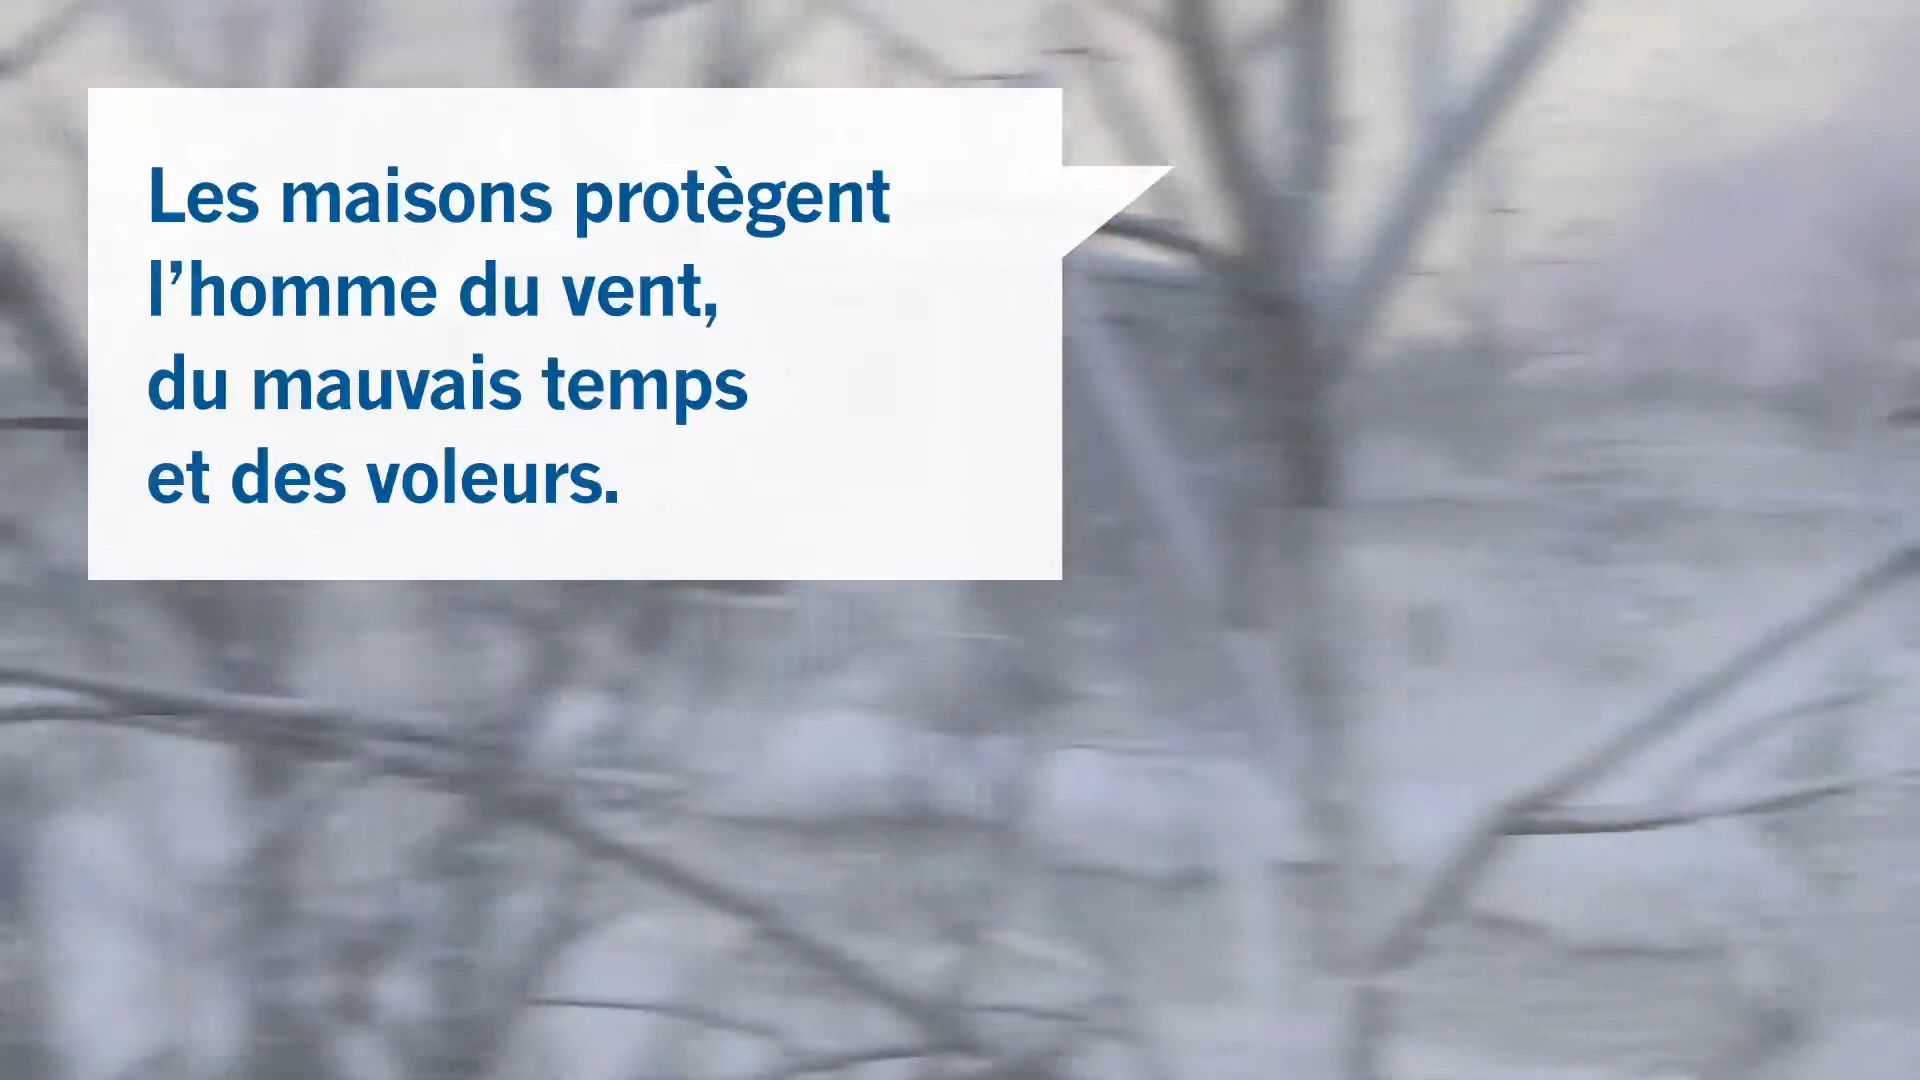 Les maisons protègent
l’homme du vent,
du mauvais temps
et des voleurs.